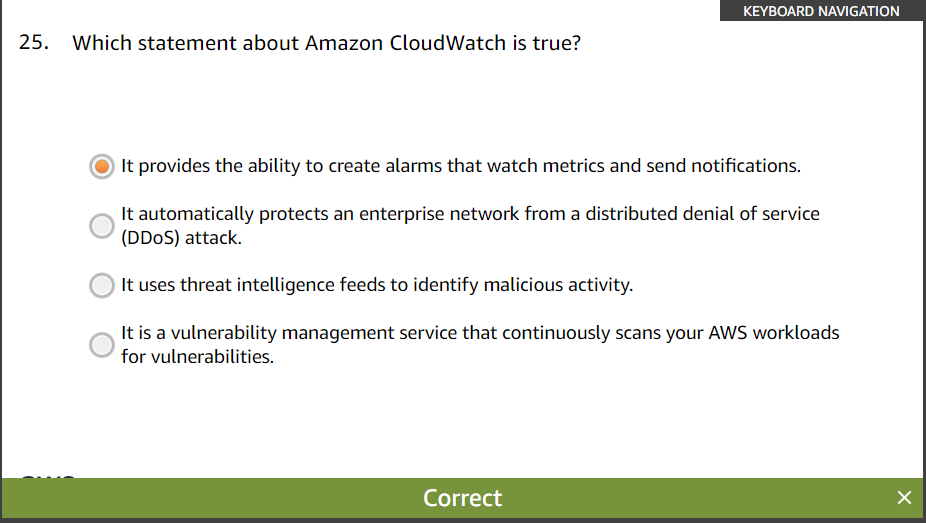 KEYBOARD NAVIGATION
25. Which statement about Amazon CloudWatch is true?
It provides the ability to create alarms that watch metrics and send notifications.
It automatically protects an enterprise network from a distributed denial of service
(DDoS) attack.
It uses threat intelligence feeds to identify malicious activity.
It is a vulnerability management service that continuously scans your AWS workloads
for vulnerabilities.
Correct